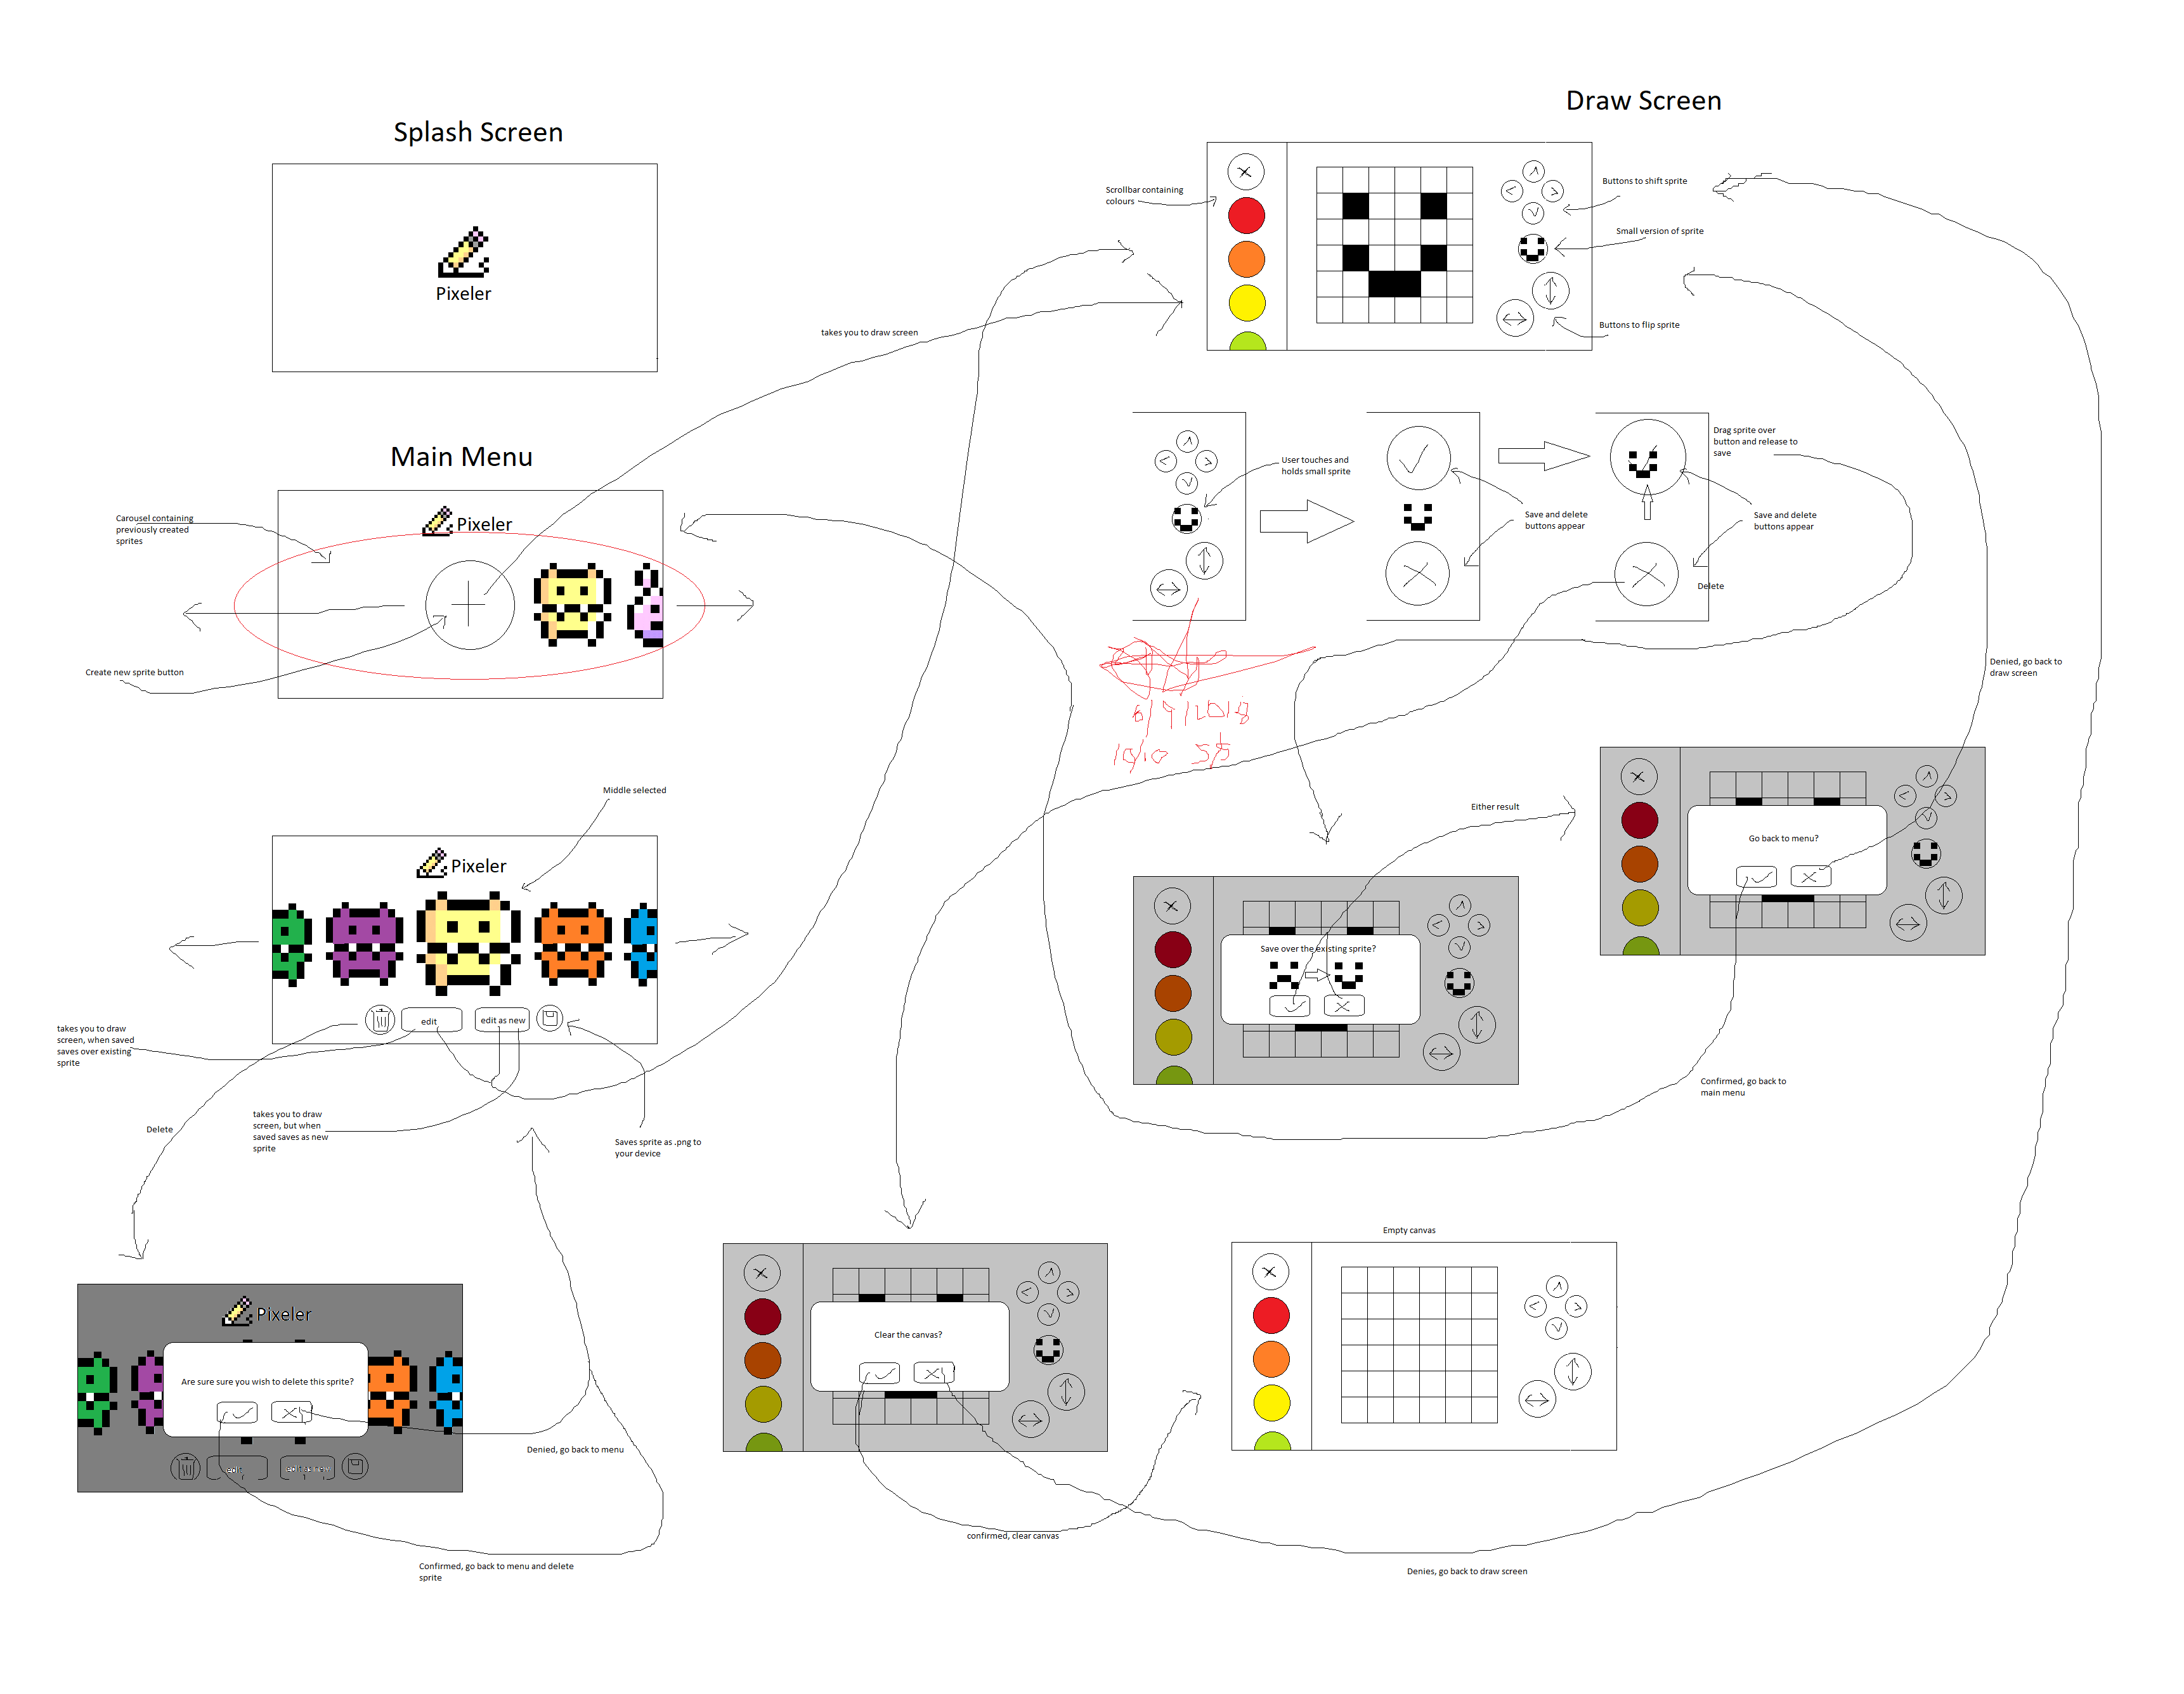 Draw Screen
Splash Screen
Pixeler
Scrollbar containing
colours
Buttons to shift sprite
Small version of sprite
Buttons to flip sprite
takes you to draw screen
Main Menu
Pixeler
Carousel containing
previously created
sprites
Create new sprite button
User touches and
holds small sprite
Save and delete
buttons appear
Drag sprite over
button and release to
save
Save and delete
buttons appear
Delete
Denied, go back to
draw screen
Middle selected
Pixeler
edit
edit as new
takes you to draw
screen, when saved
saves over existing
sprite
takes you to draw
screen, but when
saved saves as new
sprite
Saves sprite as .png to
your device
Delete
Either result
Go back to menu?
Save over the existing sprite?
Confirmed, go back to
main menu
Pixeler
Are sure sure you wish to delete this sprite?
edit
edit as new
Denied, go back to menu
Confirmed, go back to menu and delete
sprite
Clear the canvas?
confirmed, clear canvas
Empty canvas
Denies, go back to draw screen